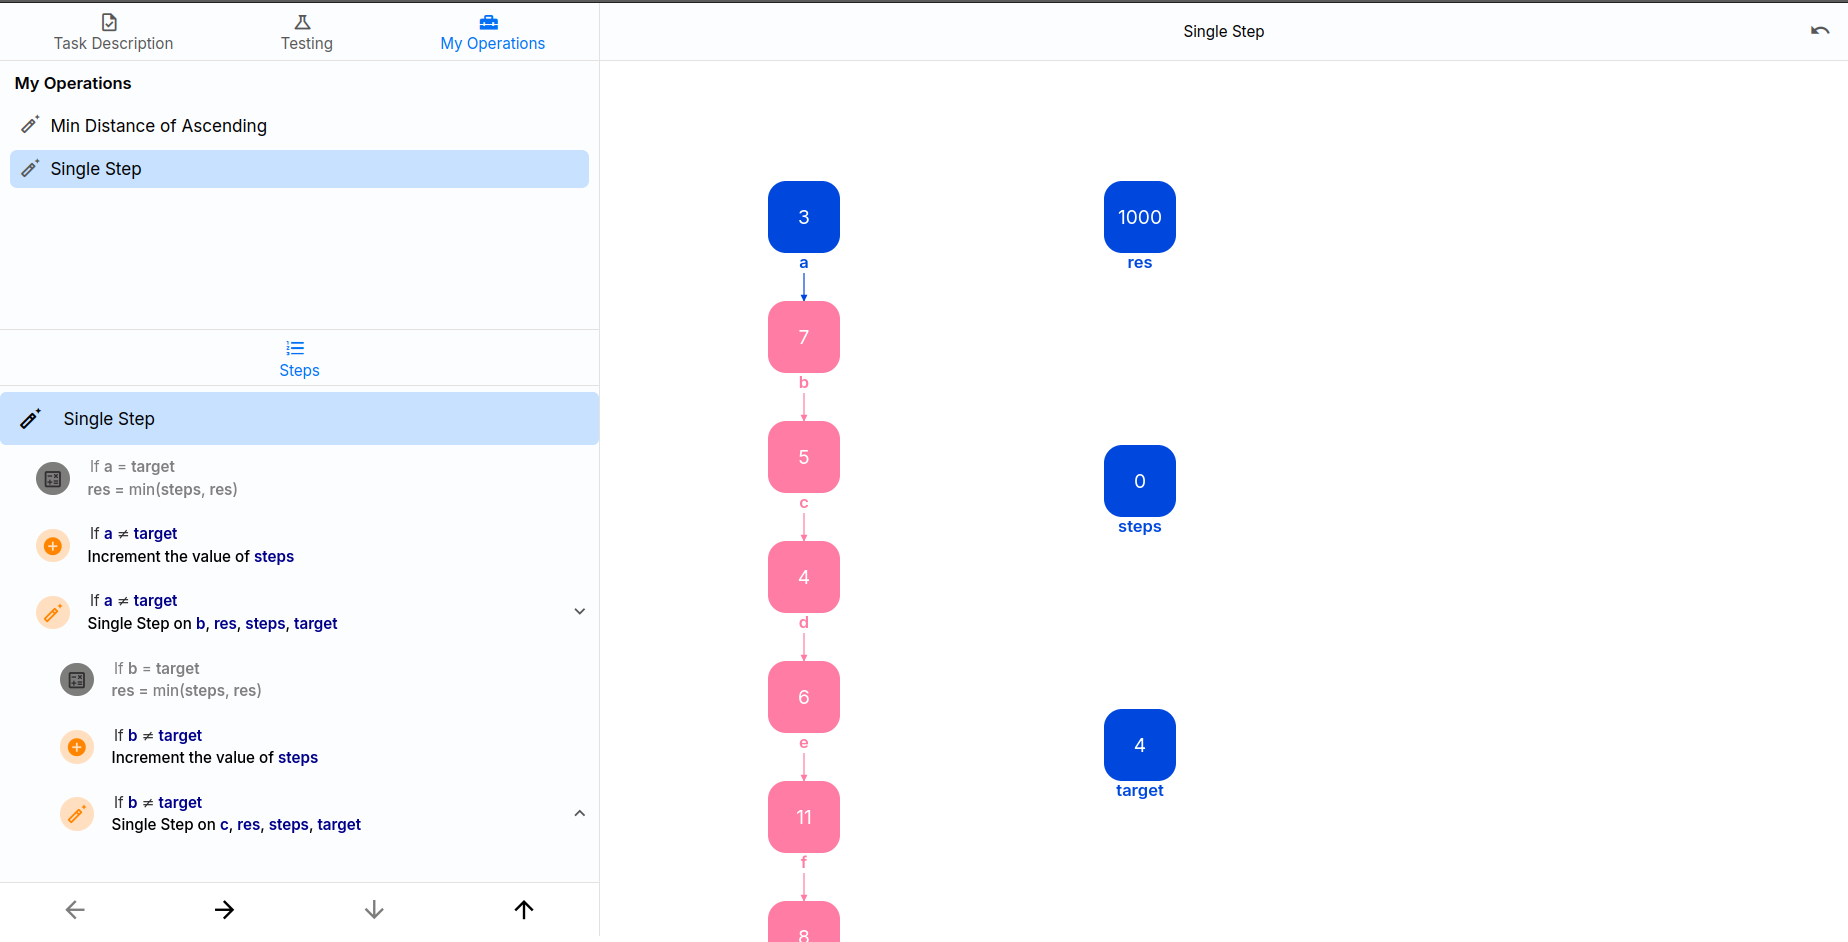 Task Description
Testing
My Operations
Single Step
My Operations
Min Distance of Ascending
Single Step
Steps
Single Step
If a = target
res = min(steps, res)
If a ≠ target
Increment the value of steps
If a ≠ target
Single Step on b, res, steps, target
If b = target
res = min(steps, res)
If b ≠ target
Increment the value of steps
If b ≠ target
Single Step on c, res, steps, target
3
a
7
b
5
c
4
d
6
e
11
f
8
1000
res
0
steps
4
target